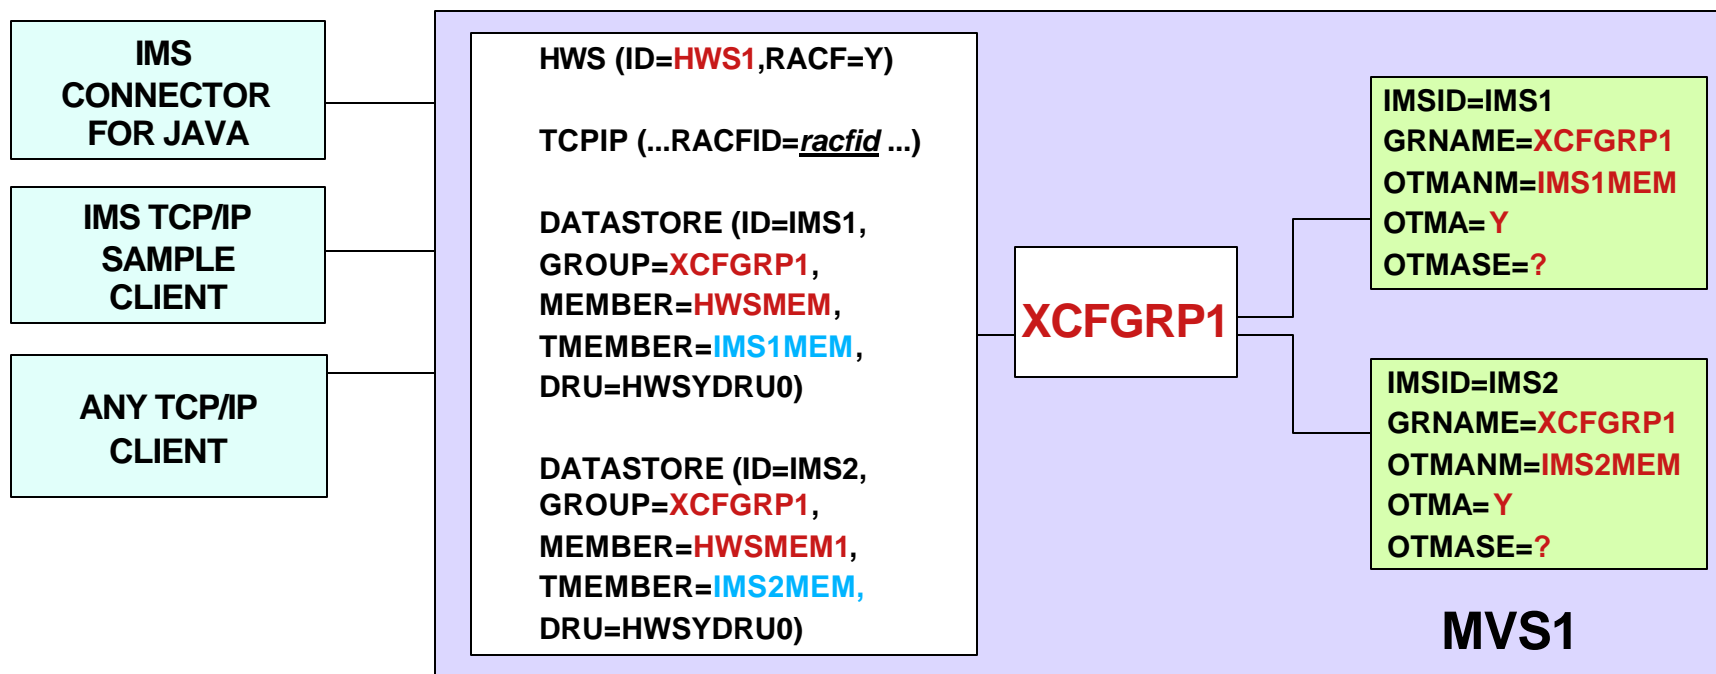 IMS
CONNECTOR
FOR JAVA
IMS TCP/IP
SAMPLE
CLIENT
ANY TCP/IP
CLIENT
HWS (ID=HWS1,RACF=Y)
TCPIP (...RACFID=racfid ...)
DATASTORE (ID=IMS1,
GROUP=XCFGRP1,
MEMBER=HWSMEM,
TMEMBER=IMS1MEM,
DRU=HWSYDRU0)
DATASTORE (ID=IMS2,
GROUP=XCFGRP1,
MEMBER=HWSMEM1,
TMEMBER=IMS2MEM,
DRU=HWSYDRU0)
XCFGRP1
IMSID=IMS1
GRNAME=XCFGRP1
OTMANM=IMS1MEM
OTMA=Y
OTMASE=?
IMSID=IMS2
GRNAME=XCFGRP1
OTMANM=IMS2MEM
OTMA=Y
OTMASE=?
MVS1